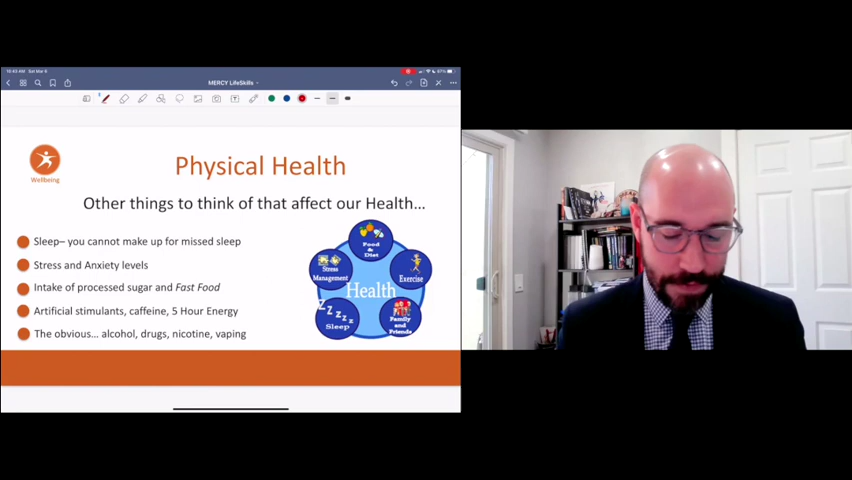 10:43 AM Sat Mar 6
67%
MERCY LifeSkills
T
Wellbeing
Physical Health
Other things to think of that affect our Health...
Sleep– you cannot make up for missed sleep
Stress and Anxiety levels
Intake of processed sugar and Fast Food
Artificial stimulants, caffeine, 5 Hour Energy
The obvious... alcohol, drugs, nicotine, vaping
Food
&
Diet
Stress
Management
Exercise
Health
Z Z Z Z Z
Sleep
Family
and
Friends